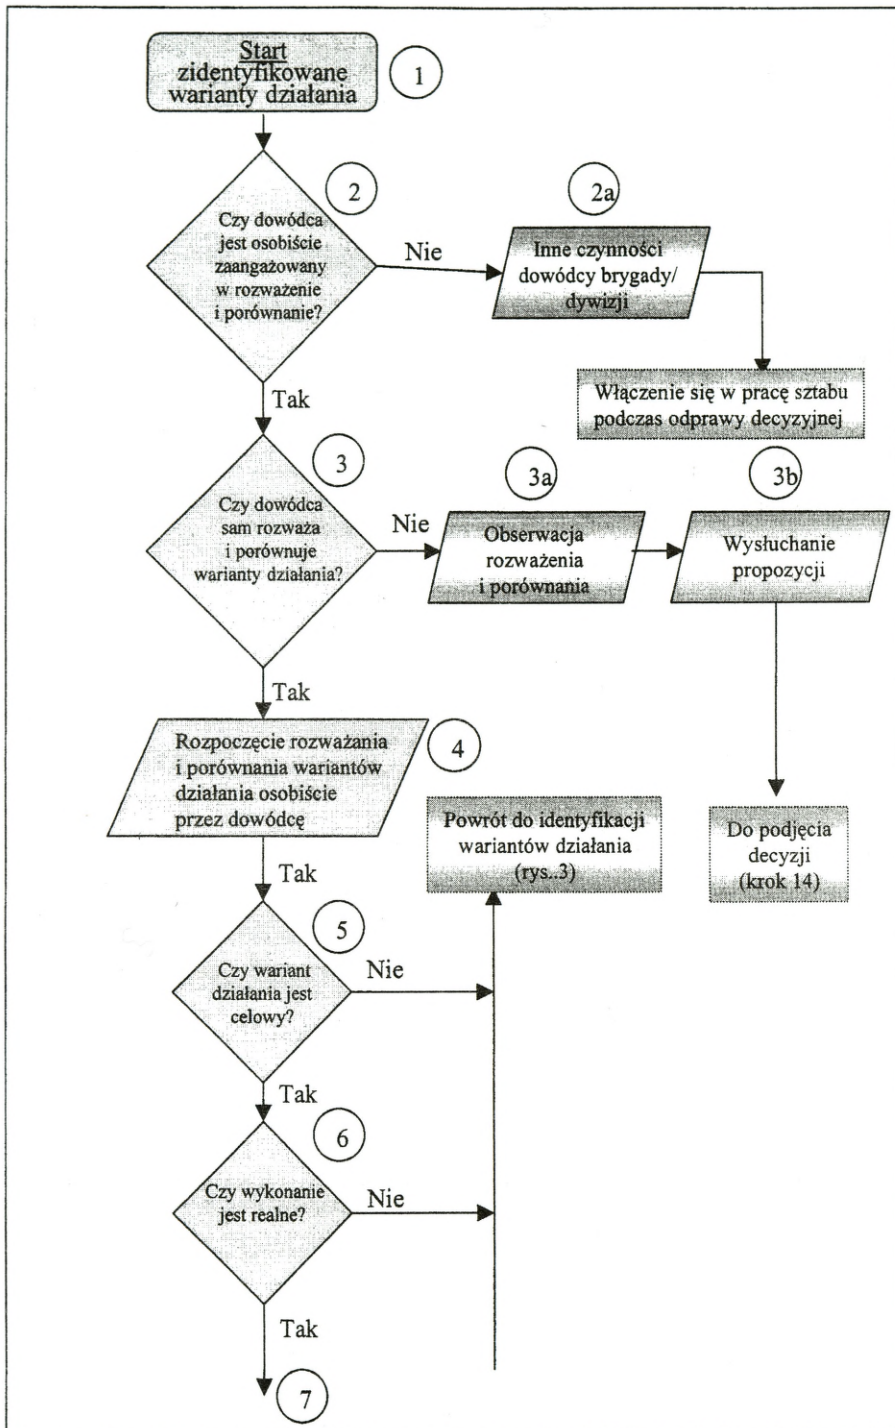 Start
zidentyfikowane
warianty działania
1
2
Czy dowódca
jest osobiście
zaangażowany
w rozważenie
i porównanie?
Nie
2a
Inne czynności
dowódcy brygady/
dywizji
Włączenie się w pracę sztabu
podczas odprawy decyzyjnej
Tak
3
Czy dowódca
sam rozważa
i porównuje
warianty działania?
Nie
3a
Obserwacja
rozważenia
i porównania
3b
Wysłuchanie
propozycji
Tak
4
Rozpoczęcie rozważania
i porównania wariantów
działania osobiście
przez dowódcę
Powrót do identyfikacji
wariantów działania
(rys..3)
Do podjęcia
decyzji
(krok 14)
Tak
5
Czy wariant
działania jest
celowy?
Nie
Tak
6
Czy wykonanie
jest realne?
Nie
Tak
7